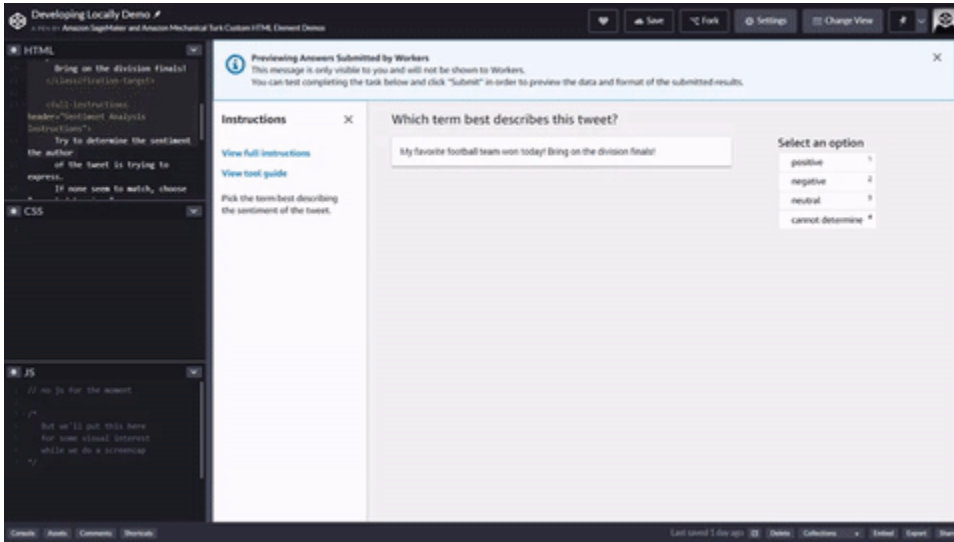 Developing Locally Demo
A PEN BY Amazon SageMaker and Amazon Mechanical Turk Custom HTML Element Demos
Save
Fork
Settings
Change View
HTML
Bring on the division finals!
</classification-target>
<full-instructions
header="Sentiment Analysis
Instructions">
Try to determine the sentiment
the author
of the tweet is trying to
express.
If none seem to match, choose
CSS
JS
// no js for the moment
/*
But we'll put this here
for some visual interest
while we do a screencap
*/
Previewing Answers Submitted by Workers
This message is only visible to you and will not be shown to Workers.
You can test completing the task below and click "Submit" in order to preview the data and format of the submitted results.
Instructions
View full instructions
View tool guide
Pick the term best describing
the sentiment of the tweet.
Which term best describes this tweet?
My favorite football team won today! Bring on the division finals!
Select an option
positive 1
negative 2
neutral 3
cannot determine 4
Console Assets Comments Shortcuts
Last saved 1 day ago Delete Collections Embed Export Shar